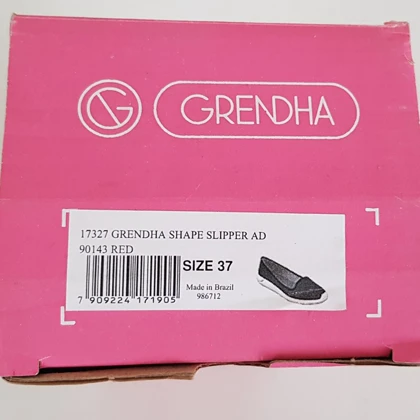 G GRENDHA
17327 GRENDHA SHAPE SLIPPER AD
90143 RED
SIZE 37
Made in Brazil
986712
7 909224 171905